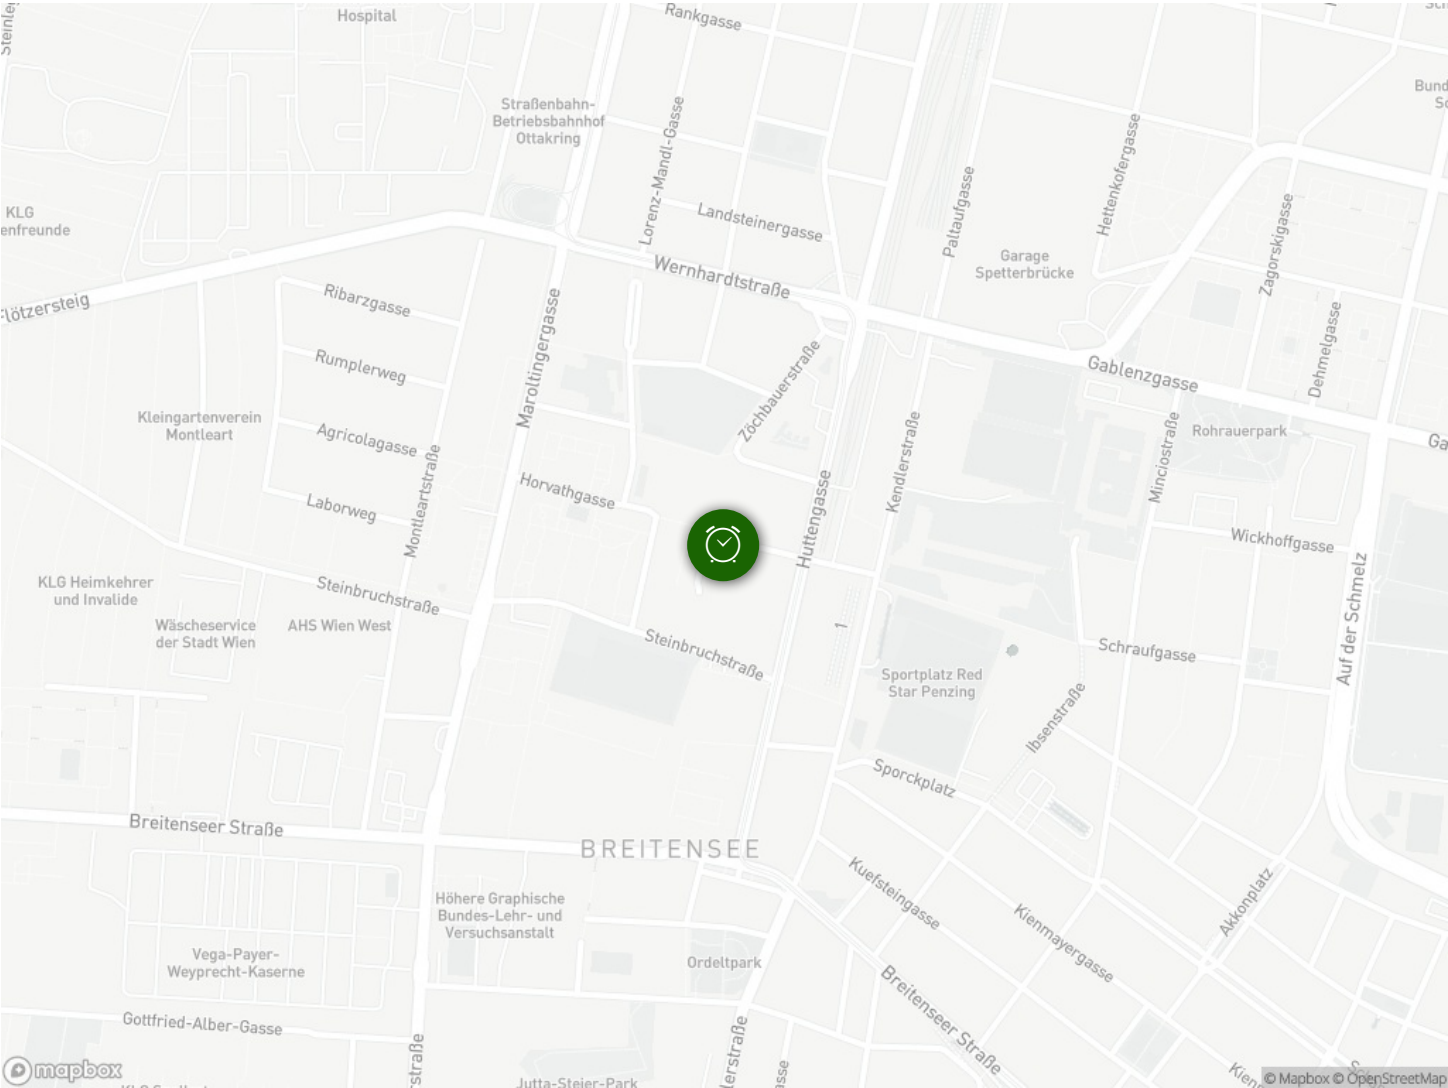 Hospital
Rankgasse
Straßenbahn-
Betriebsbahnhof
Ottakring
Lorenz-Mandl-Gasse
Hettenkofergasse
Paltaufgasse
Zagorskigasse
KLG
Landsteinergasse
Garage
Spetterbrücke
Wernhardtstraße
Ribarzgasse
Maroltingergasse
Dehmelgasse
Rumplerweg
Zöchbauerstraße
Gablenzgasse
Kleingartenverein
Montleart
Agricolagasse
Montleartstraße
Kendlerstraße
Minciostraße
Rohrauerpark
Horvathgasse
Laborweg
Huttengasse
Wickhoffgasse
KLG Heimkehrer
und Invalide
Steinbruchstraße
Wäscheservice
der Stadt Wien
AHS Wien West
Steinbruchstraße
1
Sportplatz Red
Star Penzing
Schraufgasse
Auf der Schmelz
Ibsenstraße
Sporckplatz
Breitenseer Straße
BREITENSEE
Höhere Graphische
Bundes-Lehr- und
Versuchsanstalt
Kuefsteingasse
Kienmayergasse
Akkonplatz
Vega-Payer-
Weyprecht-Kaserne
Ordeltpark
Breitenseer Straße
Gottfried-Alber-Gasse
Jutta-Steier-Park
mapbox
© Mapbox © OpenStreetMap